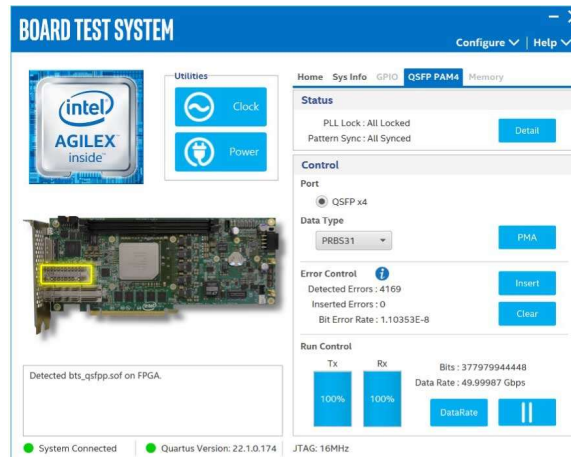 BOARD TEST SYSTEM
Configure | Help
intel
AGILEX™
inside™
Utilities
Clock
Power
Home Sys Info GPIO QSFP PAM4 Memory
Status
PLL Lock : All Locked
Pattern Sync : All Synced
Detail
Control
Port
QSFP x4
Data Type
PRBS31
PMA
Error Control
Detected Errors : 4169
Inserted Errors : 0
Bit Error Rate : 1.10353E-8
Insert
Clear
Run Control
Tx Rx
100% 100%
Bits : 377979944448
Data Rate : 49.99987 Gbps
DataRate
Detected bts_qsfpp.sof on FPGA.
System Connected Quartus Version: 22.1.0.174 JTAG: 16MHz